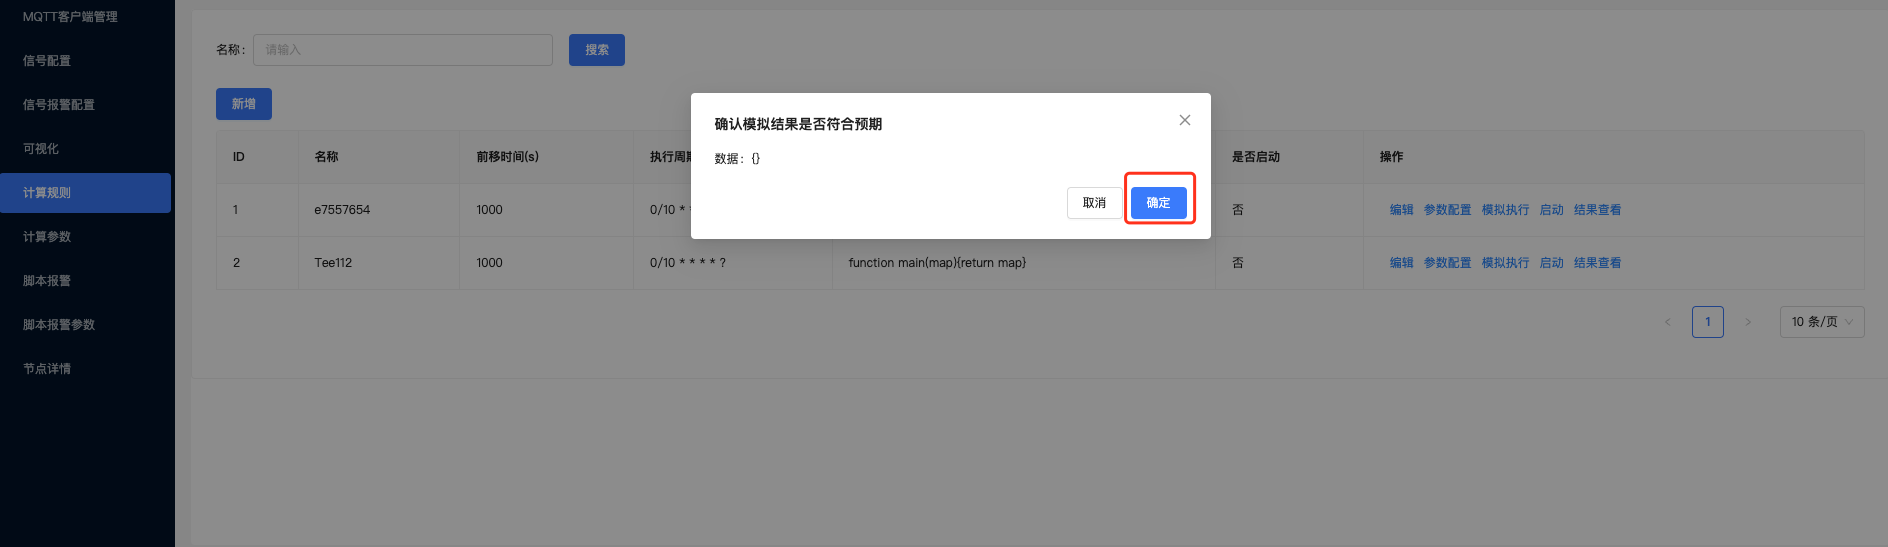 MQTT客户端管理
信号配置
信号报警配置
可视化
计算规则
计算参数
脚本报警
脚本报警参数
节点详情
名称： 请输入 搜索
新增
确认模拟结果是否符合预期
数据：{}
取消 确定
ID 名称 前移时间(s) 执行周 是否启动 操作
1 e7557654 1000 0/10 * 否 编辑 参数配置 模拟执行 启动 结果查看
2 Tee112 1000 0/10 * * * * ? function main(map){return map} 否 编辑 参数配置 模拟执行 启动 结果查看
< 1 > 10 条/页